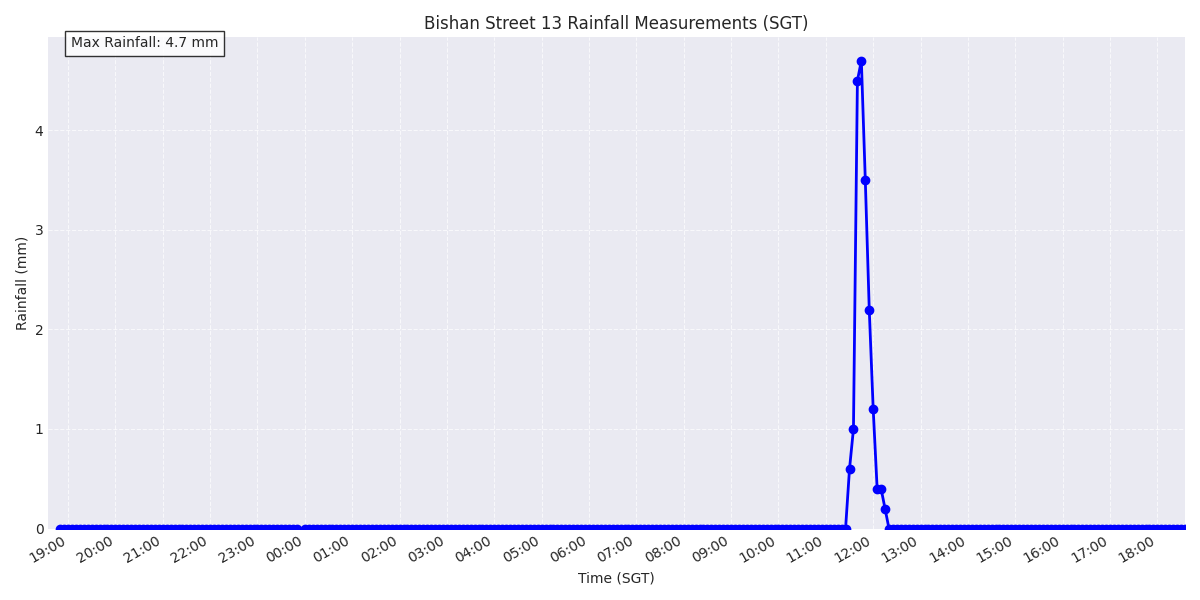 Bishan Street 13 Rainfall Measurements (SGT)
Max Rainfall: 4.7 mm
Rainfall (mm)
4
3
2
1
0
19:00 20:00 21:00 22:00 23:00 00:00 01:00 02:00 03:00 04:00 05:00 06:00 07:00 08:00 09:00 10:00 11:00 12:00 13:00 14:00 15:00 16:00 17:00 18:00
Time (SGT)